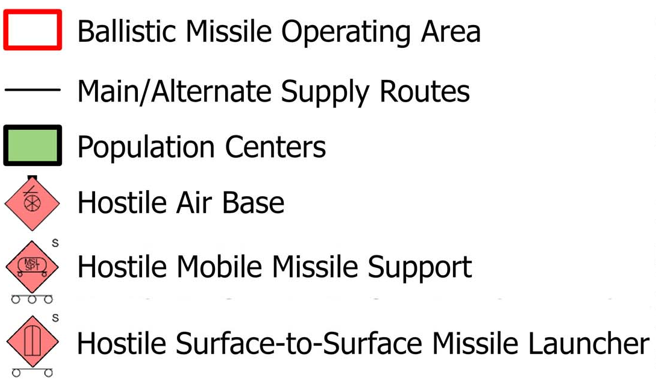 Ballistic Missile Operating Area
Main/Alternate Supply Routes
Population Centers
Hostile Air Base
S
MSL
SPT
Hostile Mobile Missile Support
S
Hostile Surface-to-Surface Missile Launcher